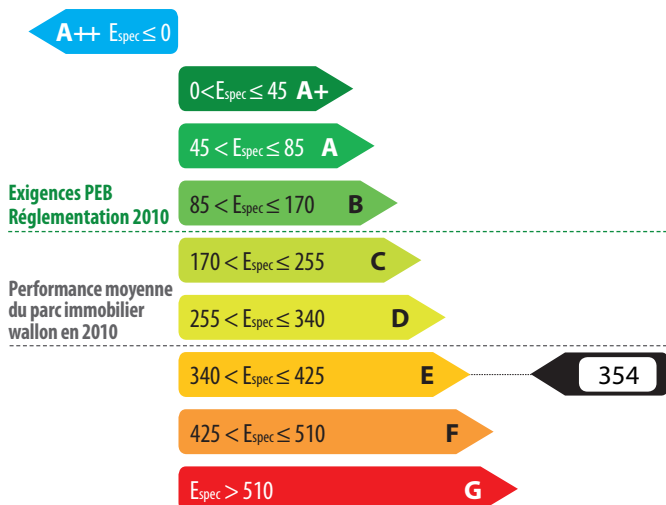 A++ Espec ≤ 0
0<Espec ≤ 45 A+
45 < Espec ≤ 85 A
Exigences PEB
Réglementation 2010
85 < Espec ≤ 170 B
170 < Espec ≤ 255 C
Performance moyenne
du parc immobilier
wallon en 2010
255 < Espec ≤ 340 D
340 < Espec ≤ 425 E
354
425 < Espec ≤ 510 F
Espec > 510 G